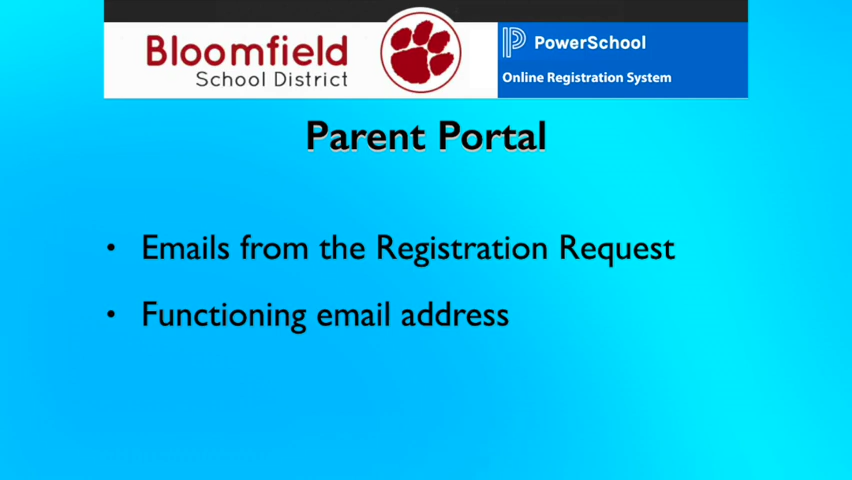 Bloomfield
School District
PowerSchool
Online Registration System
Parent Portal
• Emails from the Registration Request
• Functioning email address